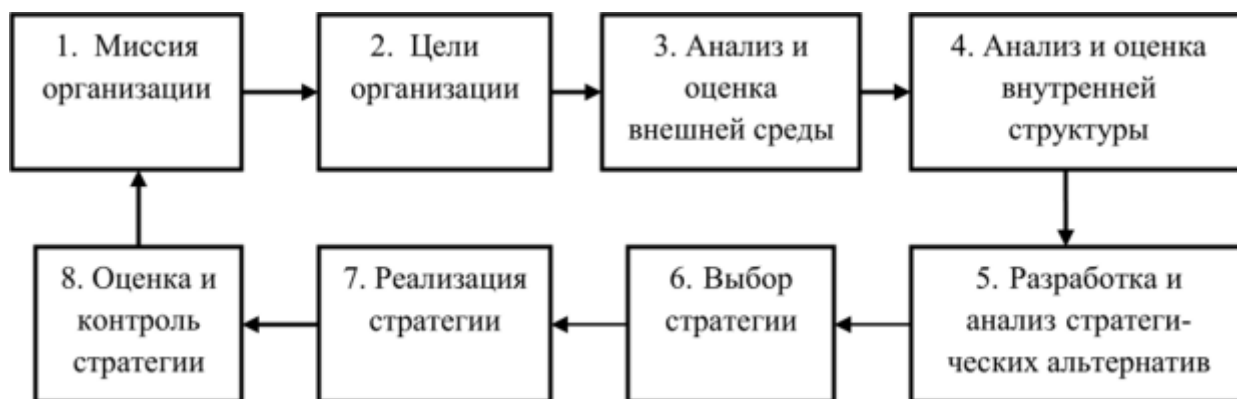 1. Миссия
организации
2. Цели
организации
3. Анализ и
оценка
внешней среды
4. Анализ и оценка
внутренней
структуры
5. Разработка и
анализ стратеги-
ческих альтернатив
6. Выбор
стратегии
7. Реализация
стратегии
8. Оценка и
контроль
стратегии